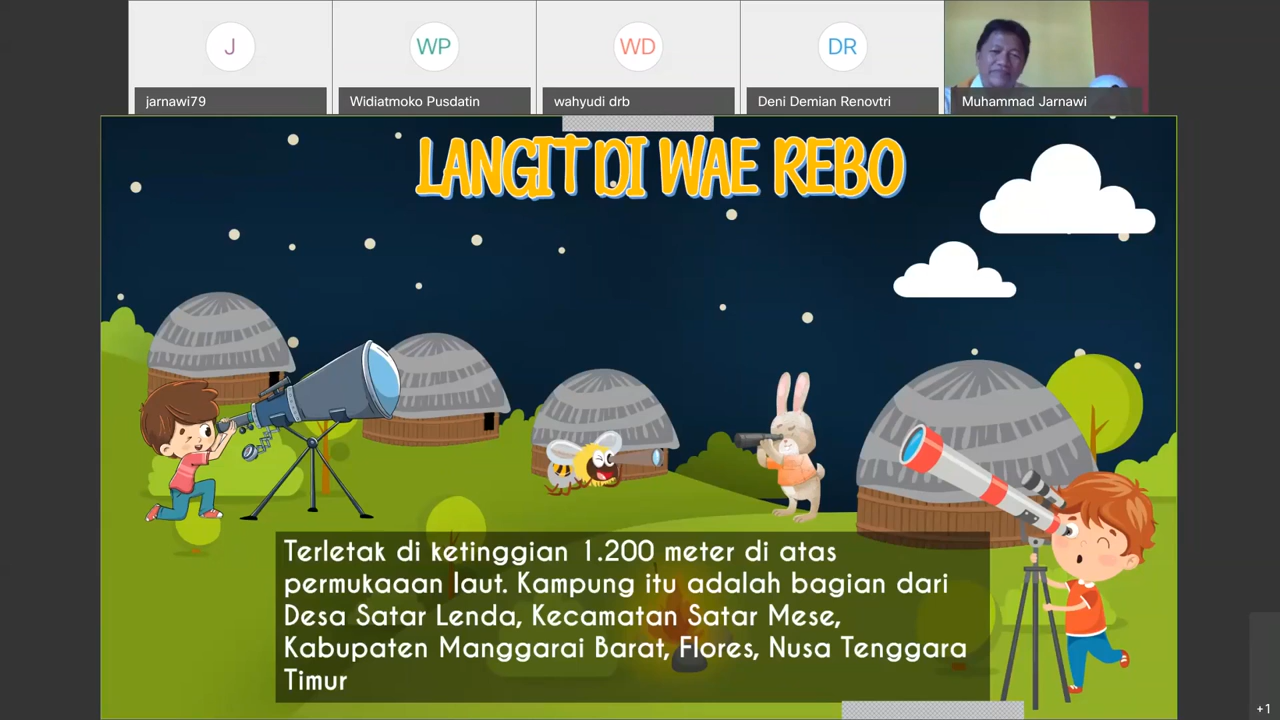 J
WP
WD
DR
jarnawi79
Widiatmoko Pusdatin
wahyudi drb
Deni Demian Renovtri
Muhammad Jarnawi
LANGIT DI WAE REBO
Terletak di ketinggian 1.200 meter di atas
permukaaan laut. Kampung itu adalah bagian dari
Desa Satar Lenda, Kecamatan Satar Mese,
Kabupaten Manggarai Barat, Flores, Nusa Tenggara
Timur
+1